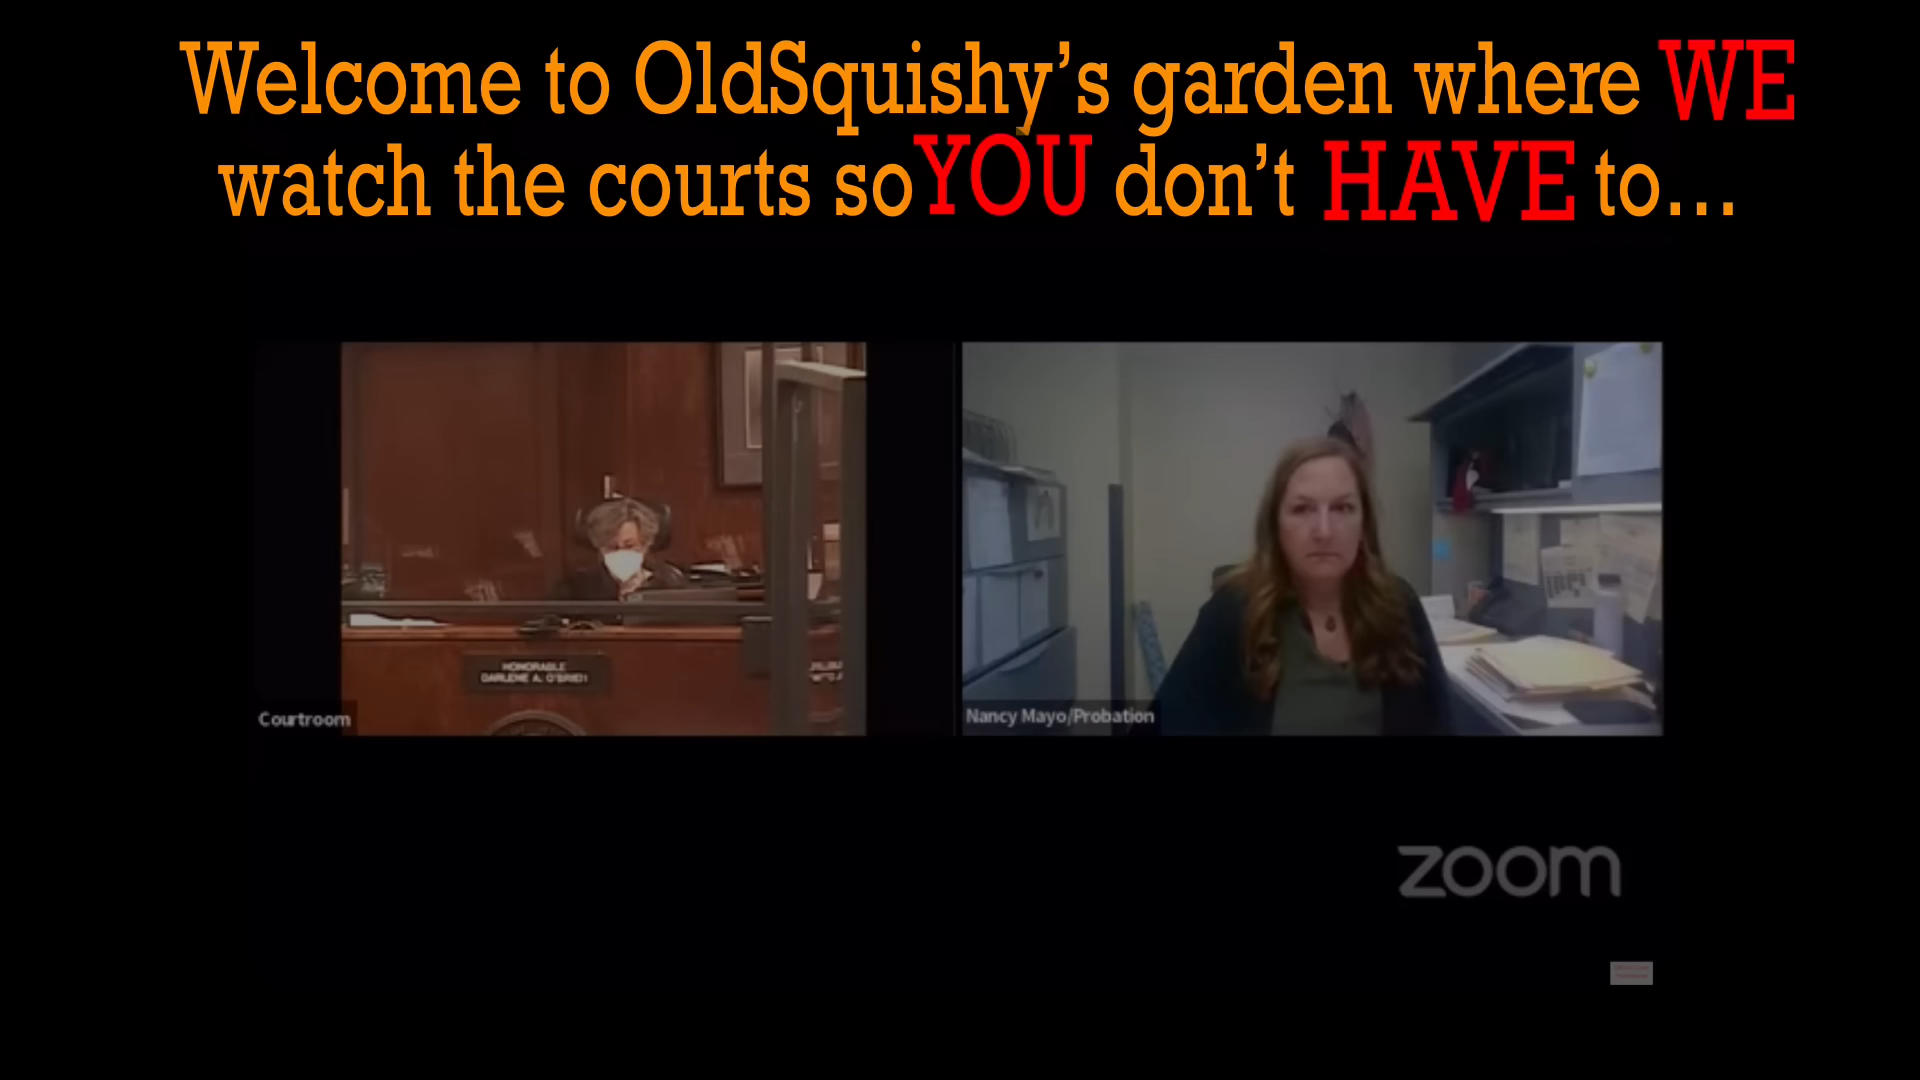 Welcome to OldSquishy's garden where WE
watch the courts so YOU don't HAVE to...
HONORABLE
DARLENE A. O'BRIEN
Courtroom
Nancy Mayo/Probation
zoom